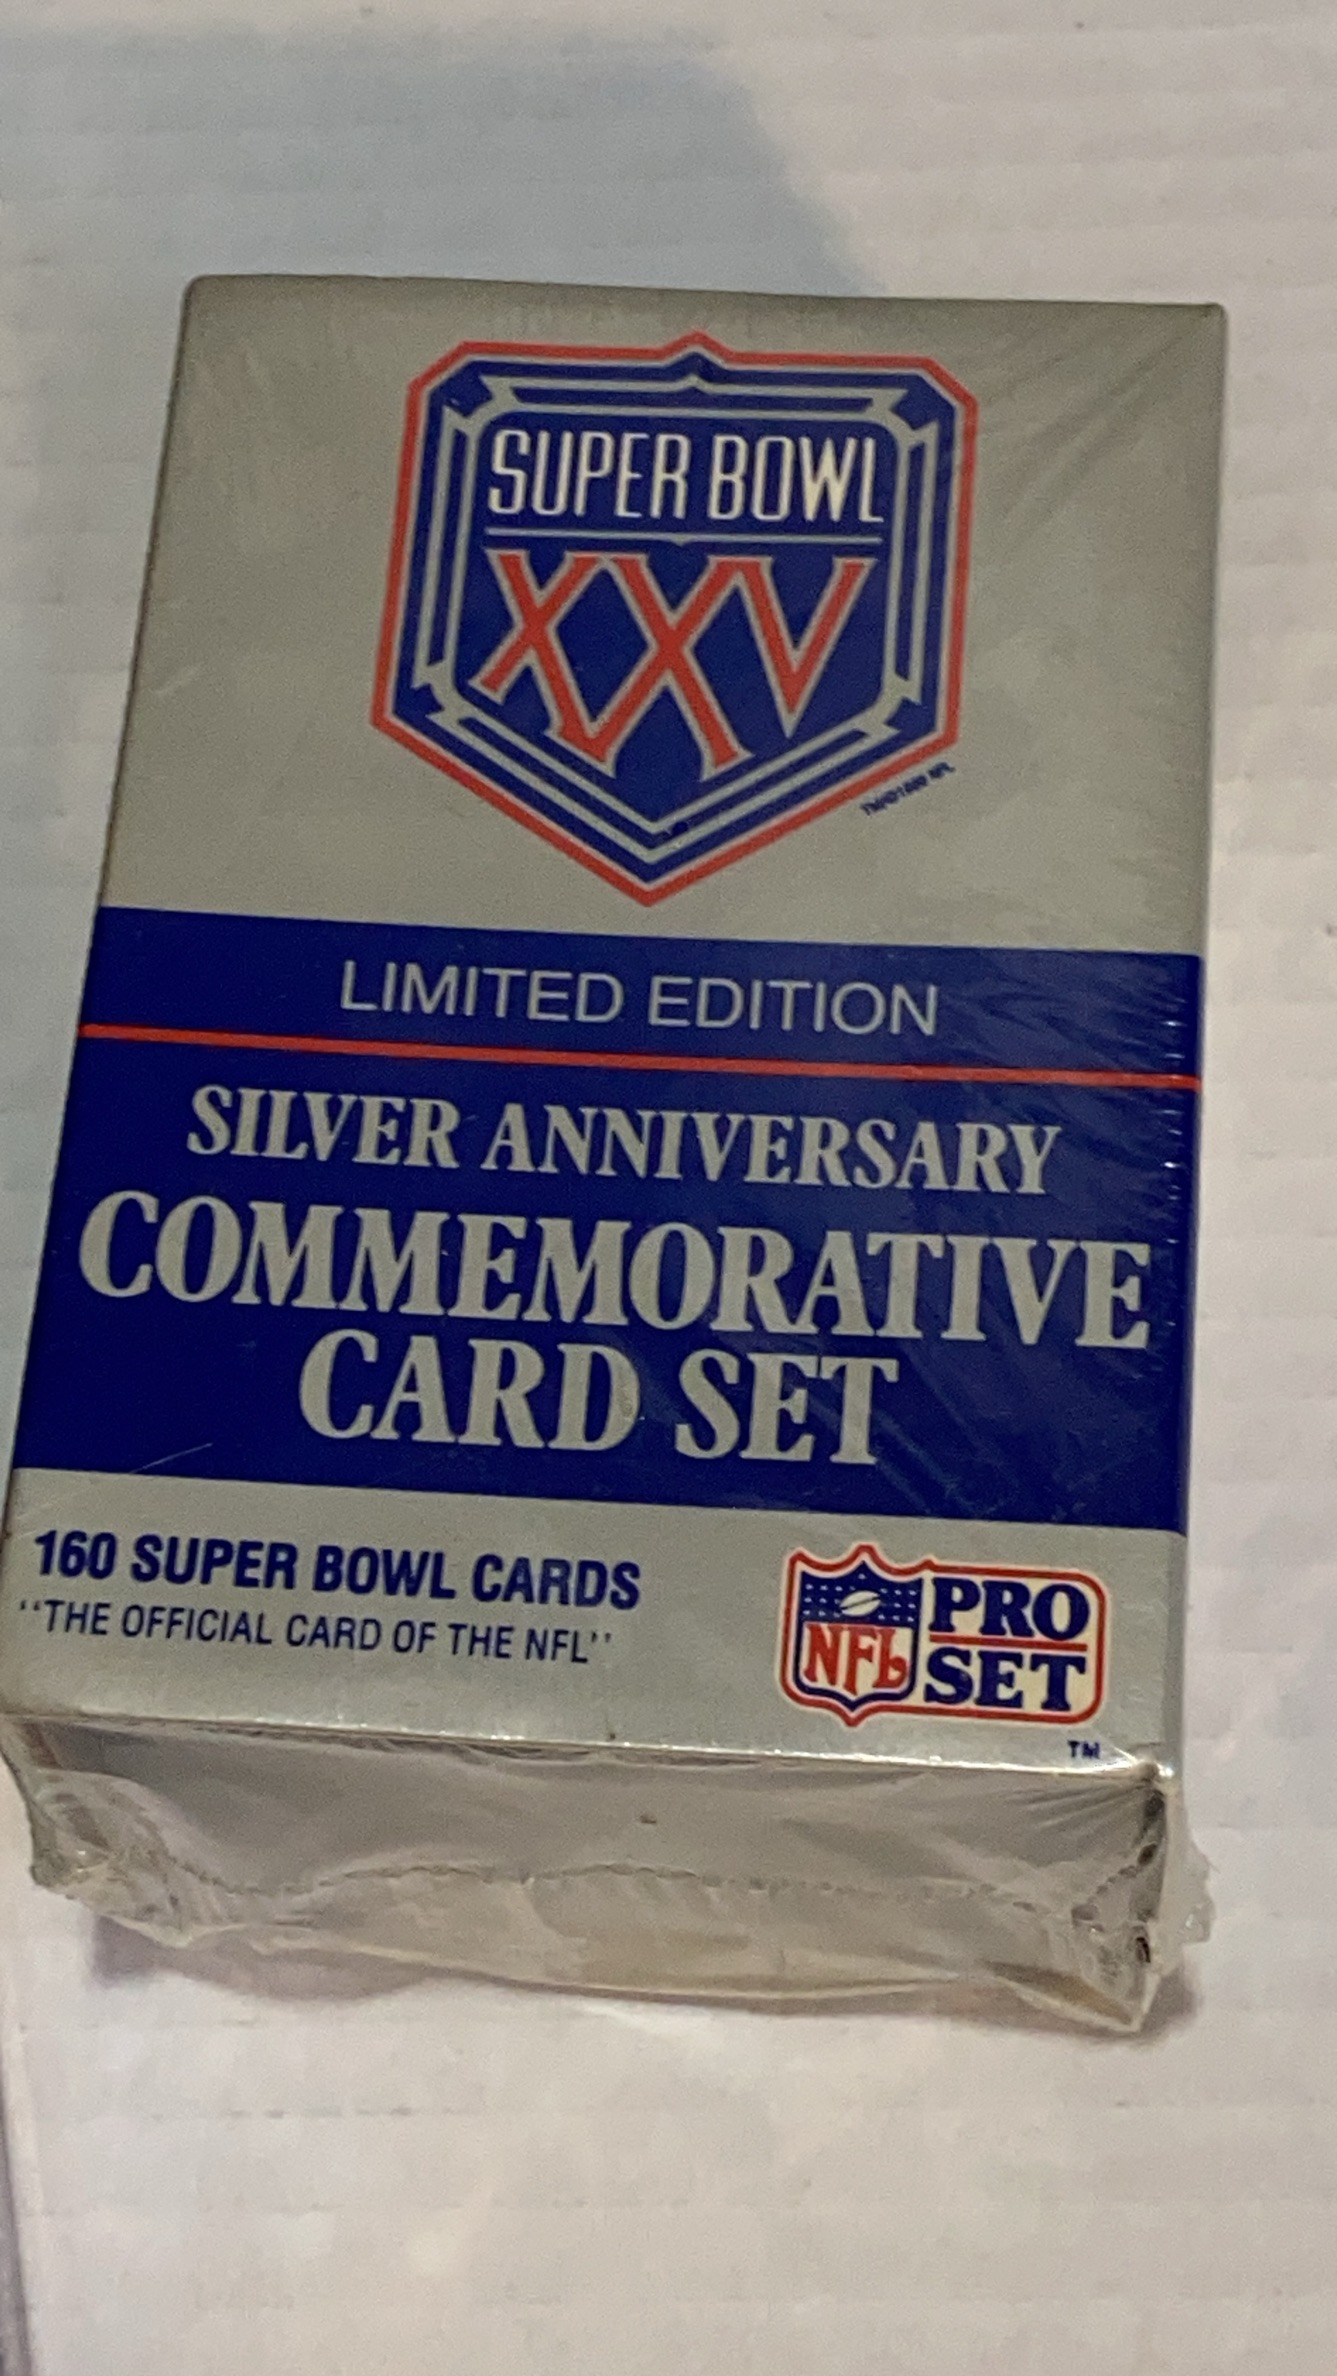 SUPER BOWL
XXV
LIMITED EDITION
SILVER ANNIVERSARY
COMMEMORATIVE
CARD SET
160 SUPER BOWL CARDS
"THE OFFICIAL CARD OF THE NFL"
NFL
PRO
SET
TM